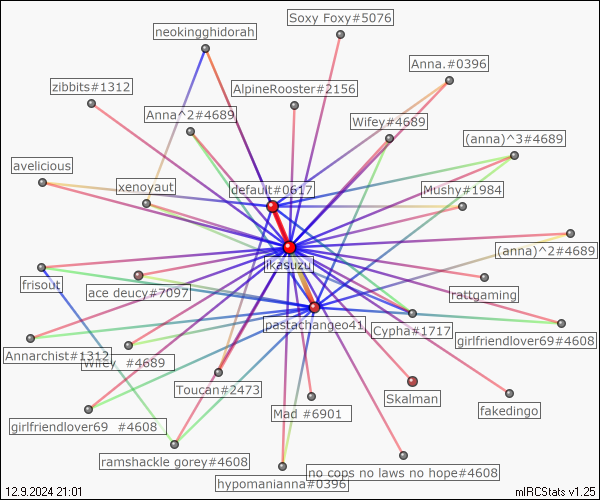 Soxy Foxy#5076
neokingghidorah
Anna.#0396
zibbits#1312
AlpineRooster#2156
Anna^2#4689
Wifey#4689
(anna)^3#4689
avelicious
xenoyaut
default#0617
Mushy#1984
(anna)^2#4689
ikasuzu
frisout
ace deucy#7097
rattgaming
pastachangeo41
Cypha#1717
girlfriendlover69#4608
Annarchist#1312
Wifey  #4689
Toucan#2473
Skalman
Mad #6901
fakedingo
girlfriendlover69  #4608
ramshackle gorey#4608
no cops no laws no hope#4608
hypomanianna#0396
12.9.2024 21:01
mIRCStats v1.25